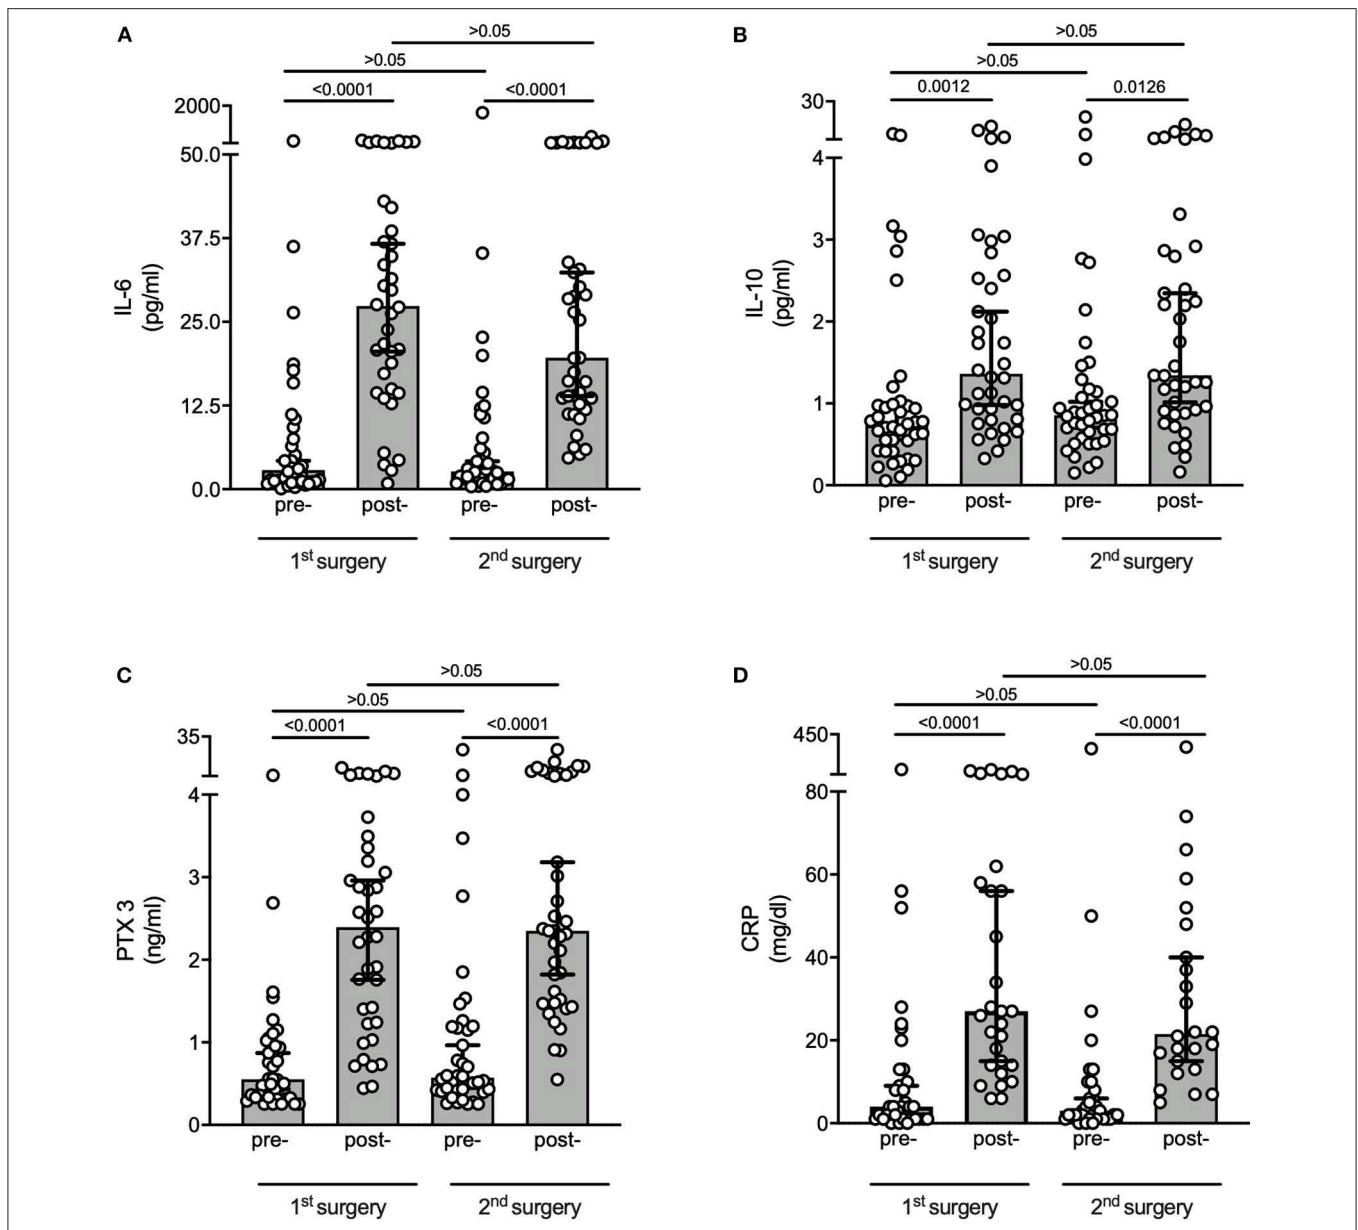 A
>0.05
>0.05
<0.0001 <0.0001
2000
50.0
37.5
25.0
12.5
0.0
IL-6
(pg/ml)
pre- post- pre- post-
1st surgery 2nd surgery
B
>0.05
>0.05
0.0012 0.0126
30
4
3
2
1
0
IL-10
(pg/ml)
pre- post- pre- post-
1st surgery 2nd surgery
C
>0.05
>0.05
<0.0001 <0.0001
35
4
3
2
1
0
PTX 3
(ng/ml)
pre- post- pre- post-
1st surgery 2nd surgery
D
>0.05
>0.05
<0.0001 <0.0001
450
80
60
40
20
0
CRP
(mg/dl)
pre- post- pre- post-
1st surgery 2nd surgery